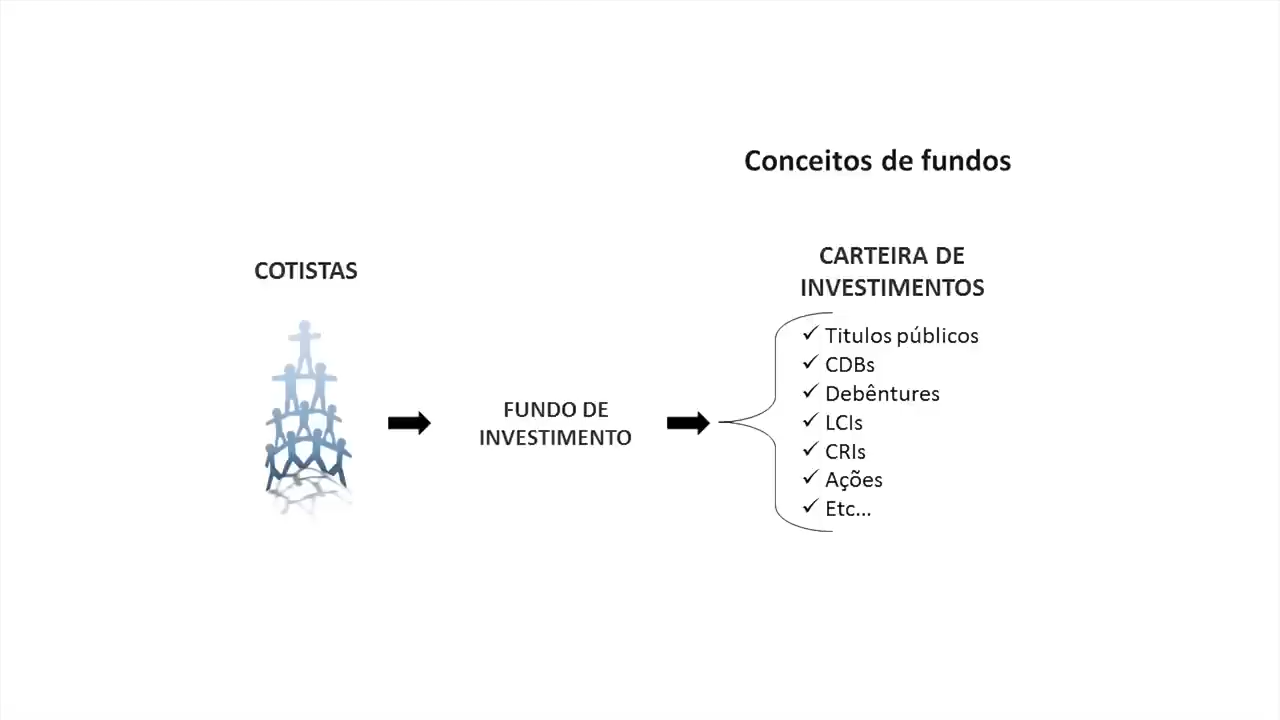 Conceitos de fundos
COTISTAS
FUNDO DE
INVESTIMENTO
CARTEIRA DE
INVESTIMENTOS
✓ Titulos públicos
✓ CDBs
✓ Debêntures
✓ LCIs
✓ CRIs
✓ Ações
✓ Etc...